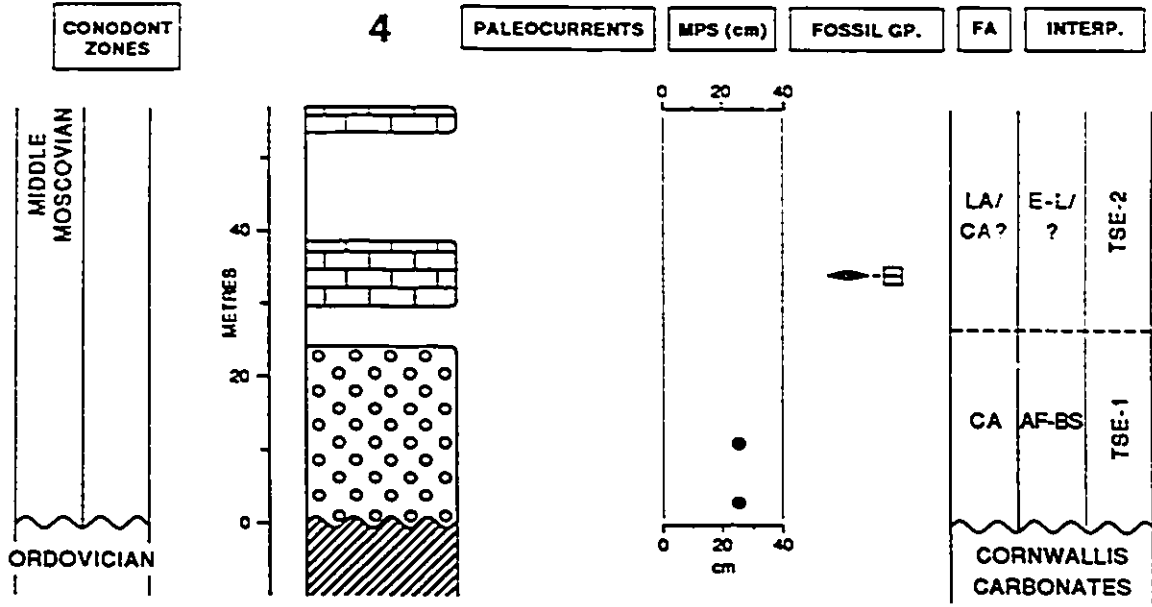 CONODONT
ZONES
4
PALEOCURRENTS
MPS (cm)
FOSSIL GP.
FA
INTERP.
0 20 40
MIDDLE
MOSCOVIAN
METRES
40
20
0
LA/
CA?
E-L/
?
TSE-2
CA
AF-BS
TSE-1
0 20 40
cm
ORDOVICIAN
CORNWALLIS
CARBONATES